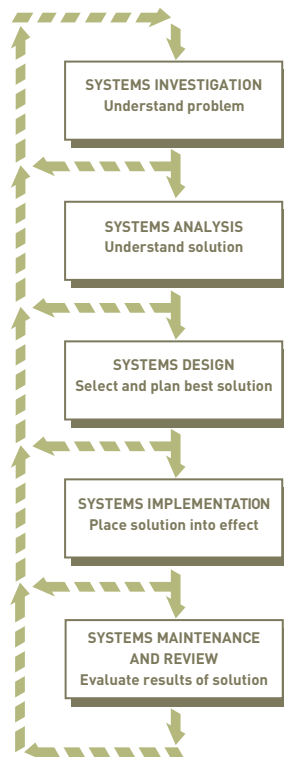 SYSTEMS INVESTIGATION
Understand problem
SYSTEMS ANALYSIS
Understand solution
SYSTEMS DESIGN
Select and plan best solution
SYSTEMS IMPLEMENTATION
Place solution into effect
SYSTEMS MAINTENANCE
AND REVIEW
Evaluate results of solution